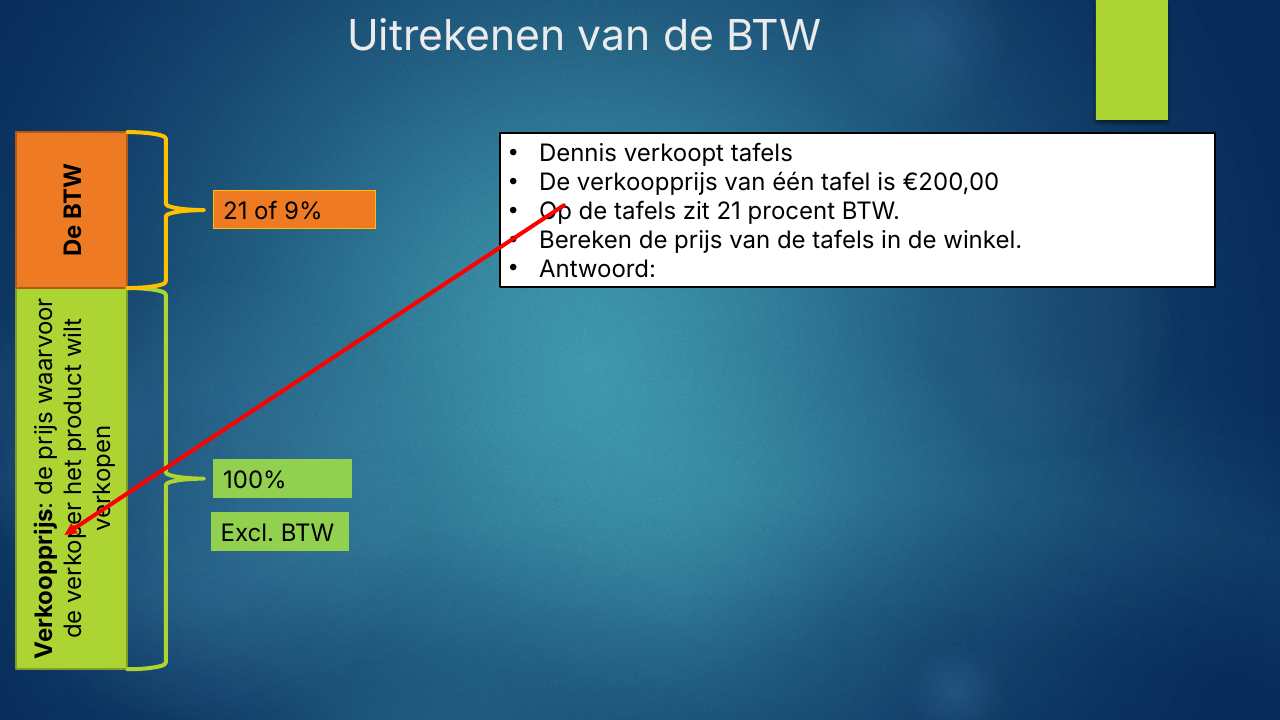 Uitrekenen van de BTW
De BTW
21 of 9%
• Dennis verkoopt tafels
• De verkoopprijs van één tafel is €200,00
• Op de tafels zit 21 procent BTW.
• Bereken de prijs van de tafels in de winkel.
• Antwoord:
Verkoopprijs: de prijs waarvoor
de verkoper het product wilt
verkopen
100%
Excl. BTW